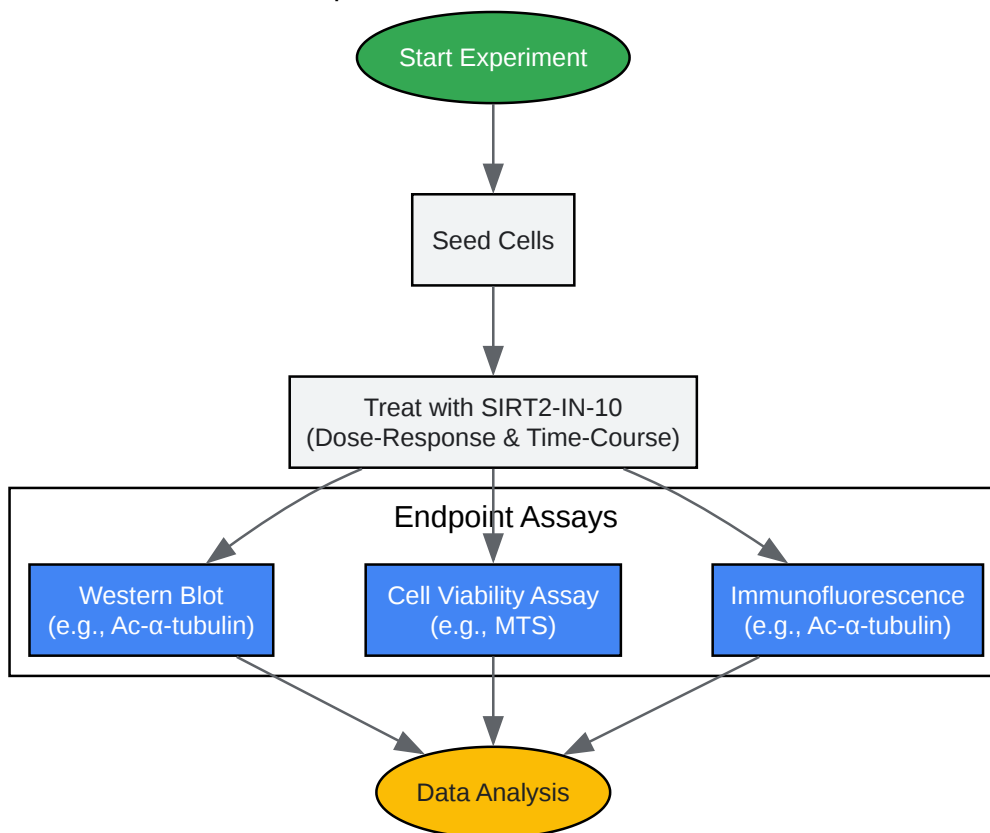 Start Experiment
Seed Cells
Treat with SIRT2-IN-10
(Dose-Response & Time-Course)
Endpoint Assays
Western Blot
(e.g., Ac-α-tubulin)
Cell Viability Assay
(e.g., MTS)
Immunofluorescence
(e.g., Ac-α-tubulin)
Data Analysis